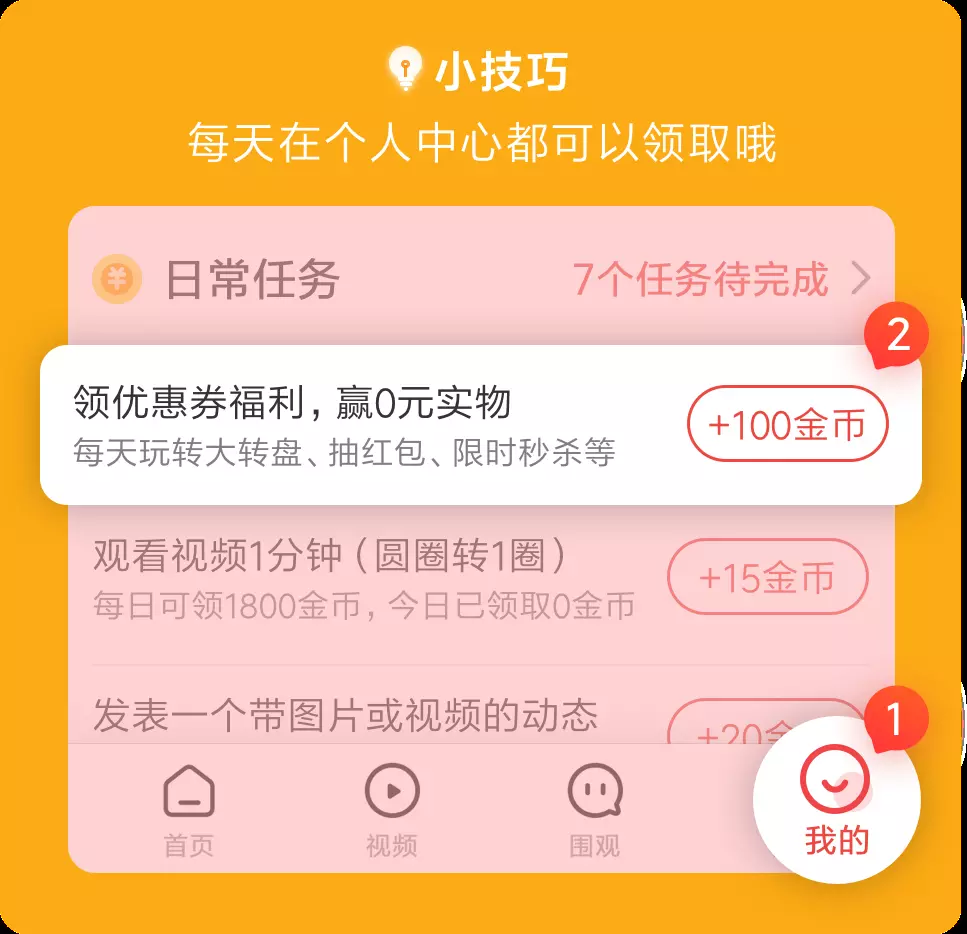 小技巧
每天在个人中心都可以领取哦
日常任务
7个任务待完成
2
领优惠券福利，赢0元实物
+100金币
每天玩转大转盘、抽红包、限时秒杀等
观看视频1分钟（圆圈转1圈）
+15金币
每日可领1800金币，今日已领取0金币
发表一个带图片或视频的动态
+20金
1
首页
视频
围观
我的